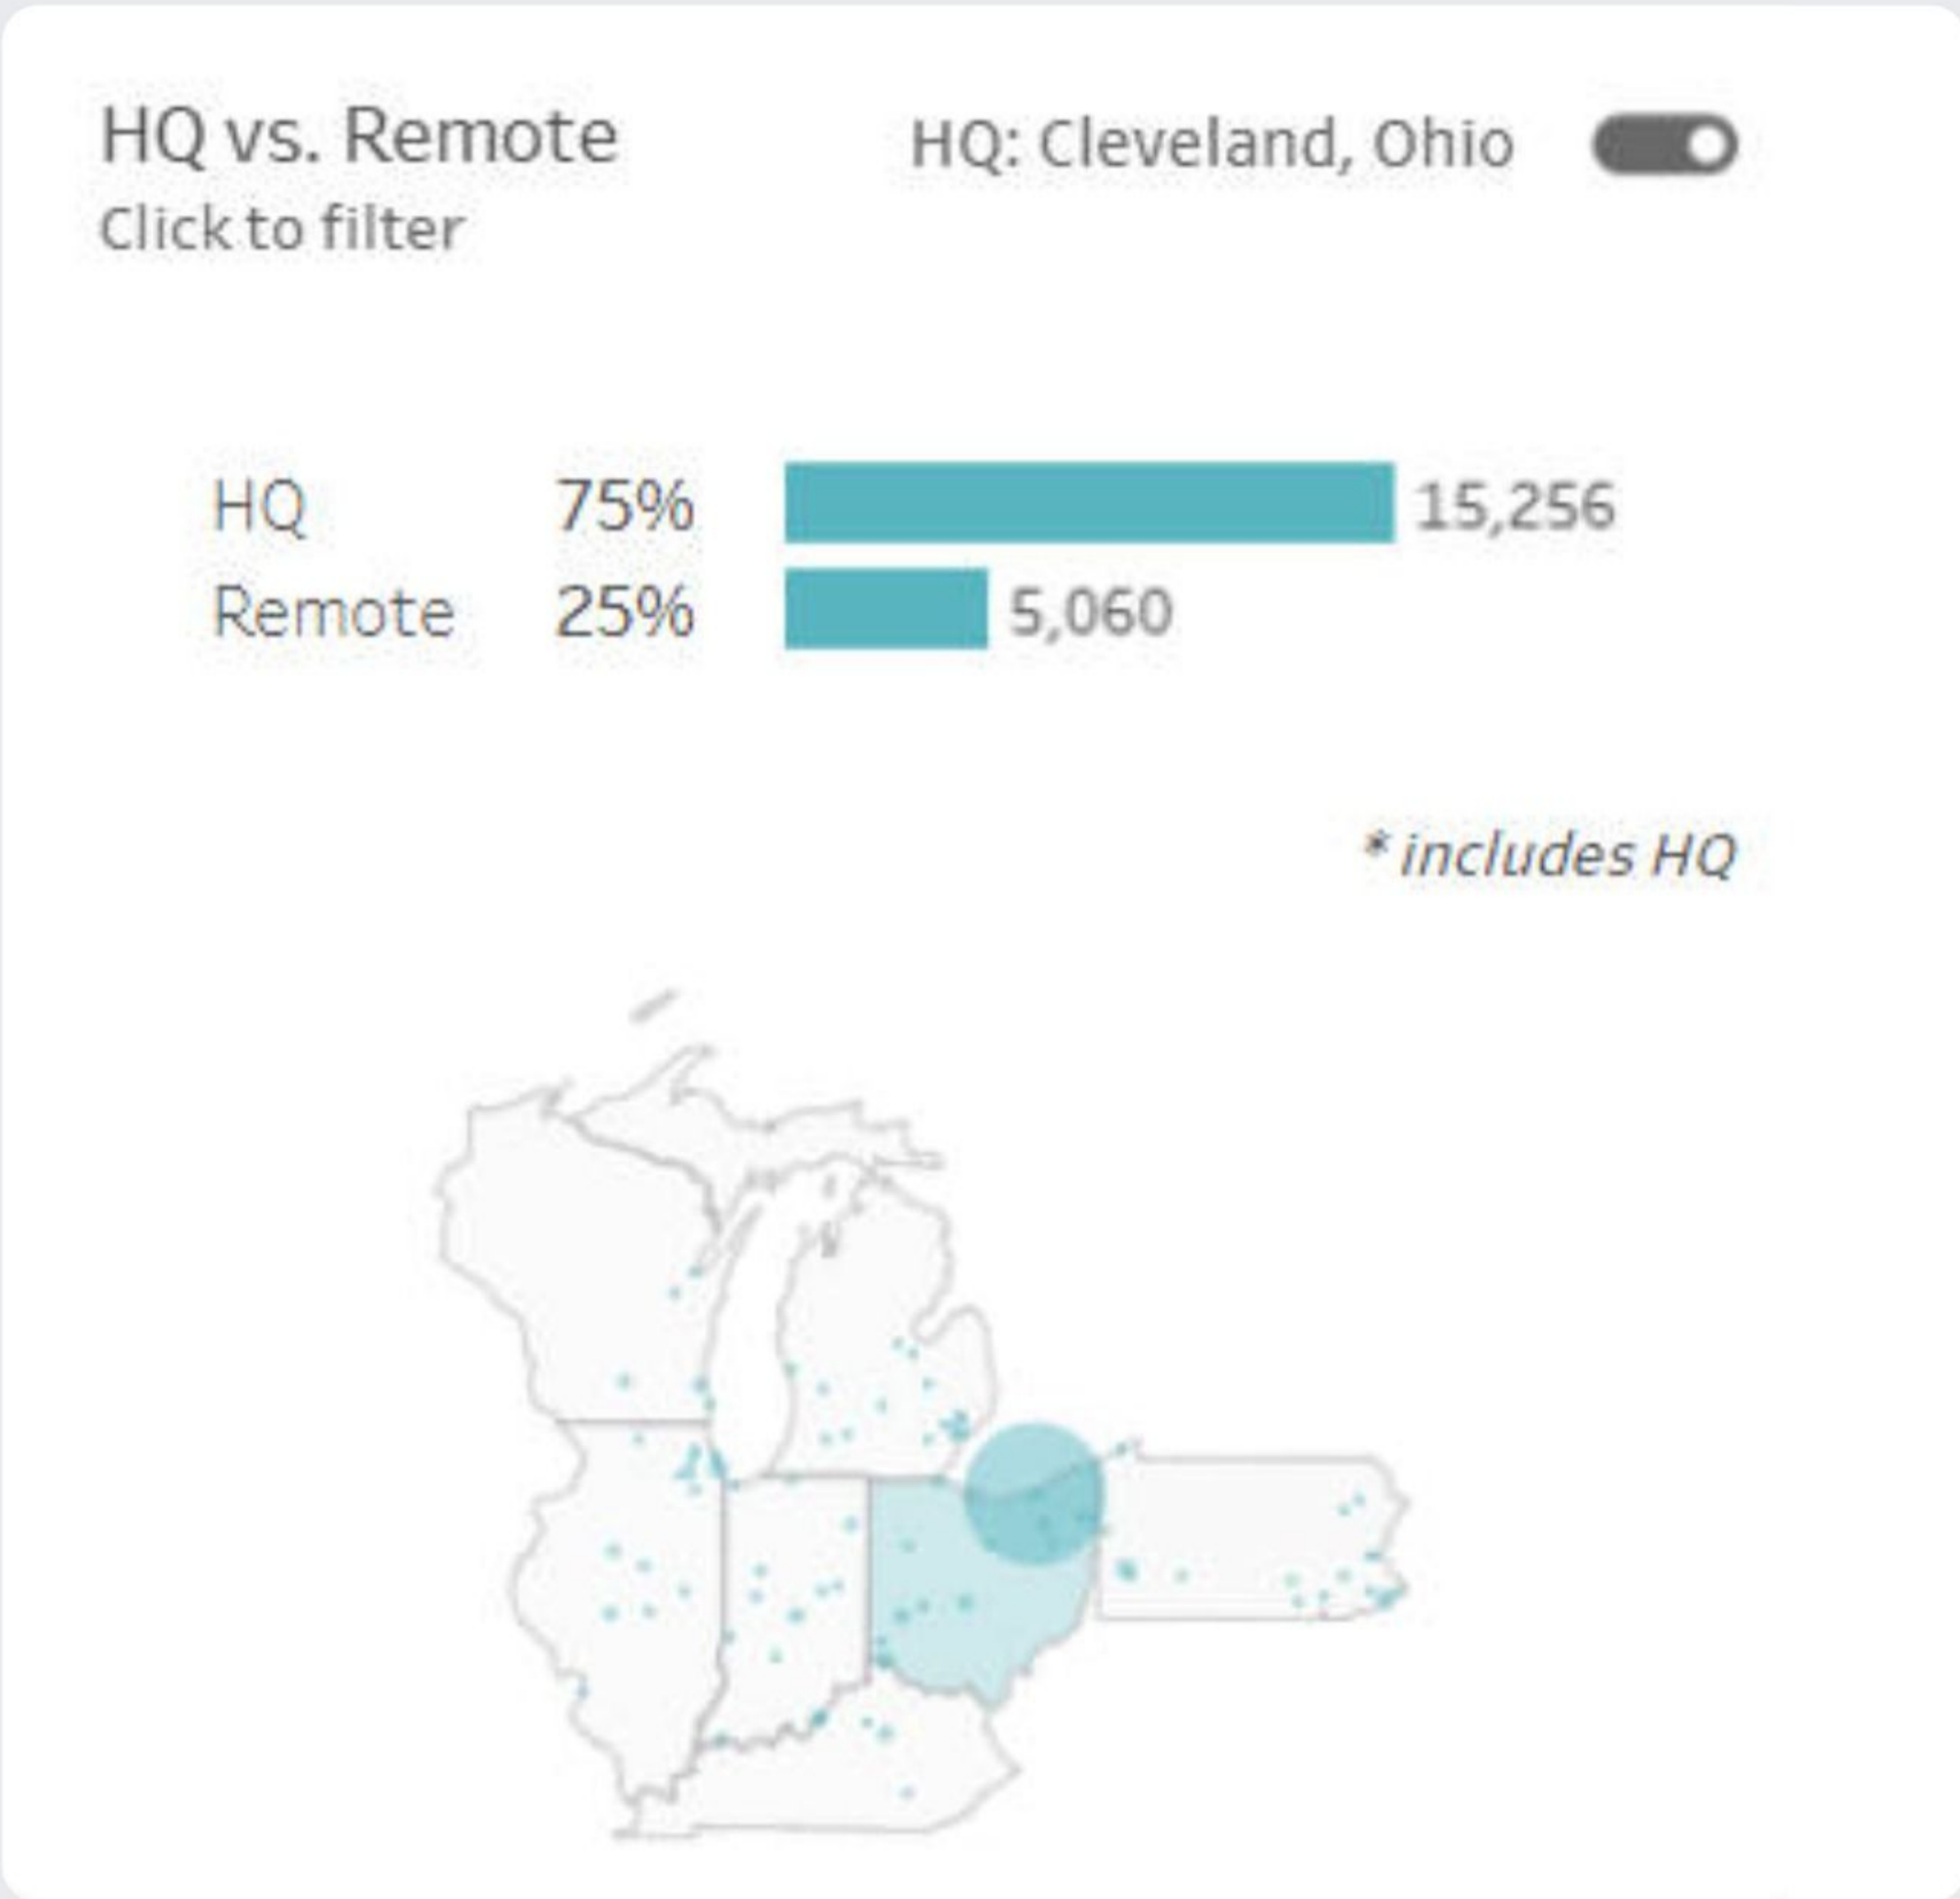 HQ vs. Remote
HQ: Cleveland, Ohio
Click to filter
HQ 75% 15,256
Remote 25% 5,060
* includes HQ